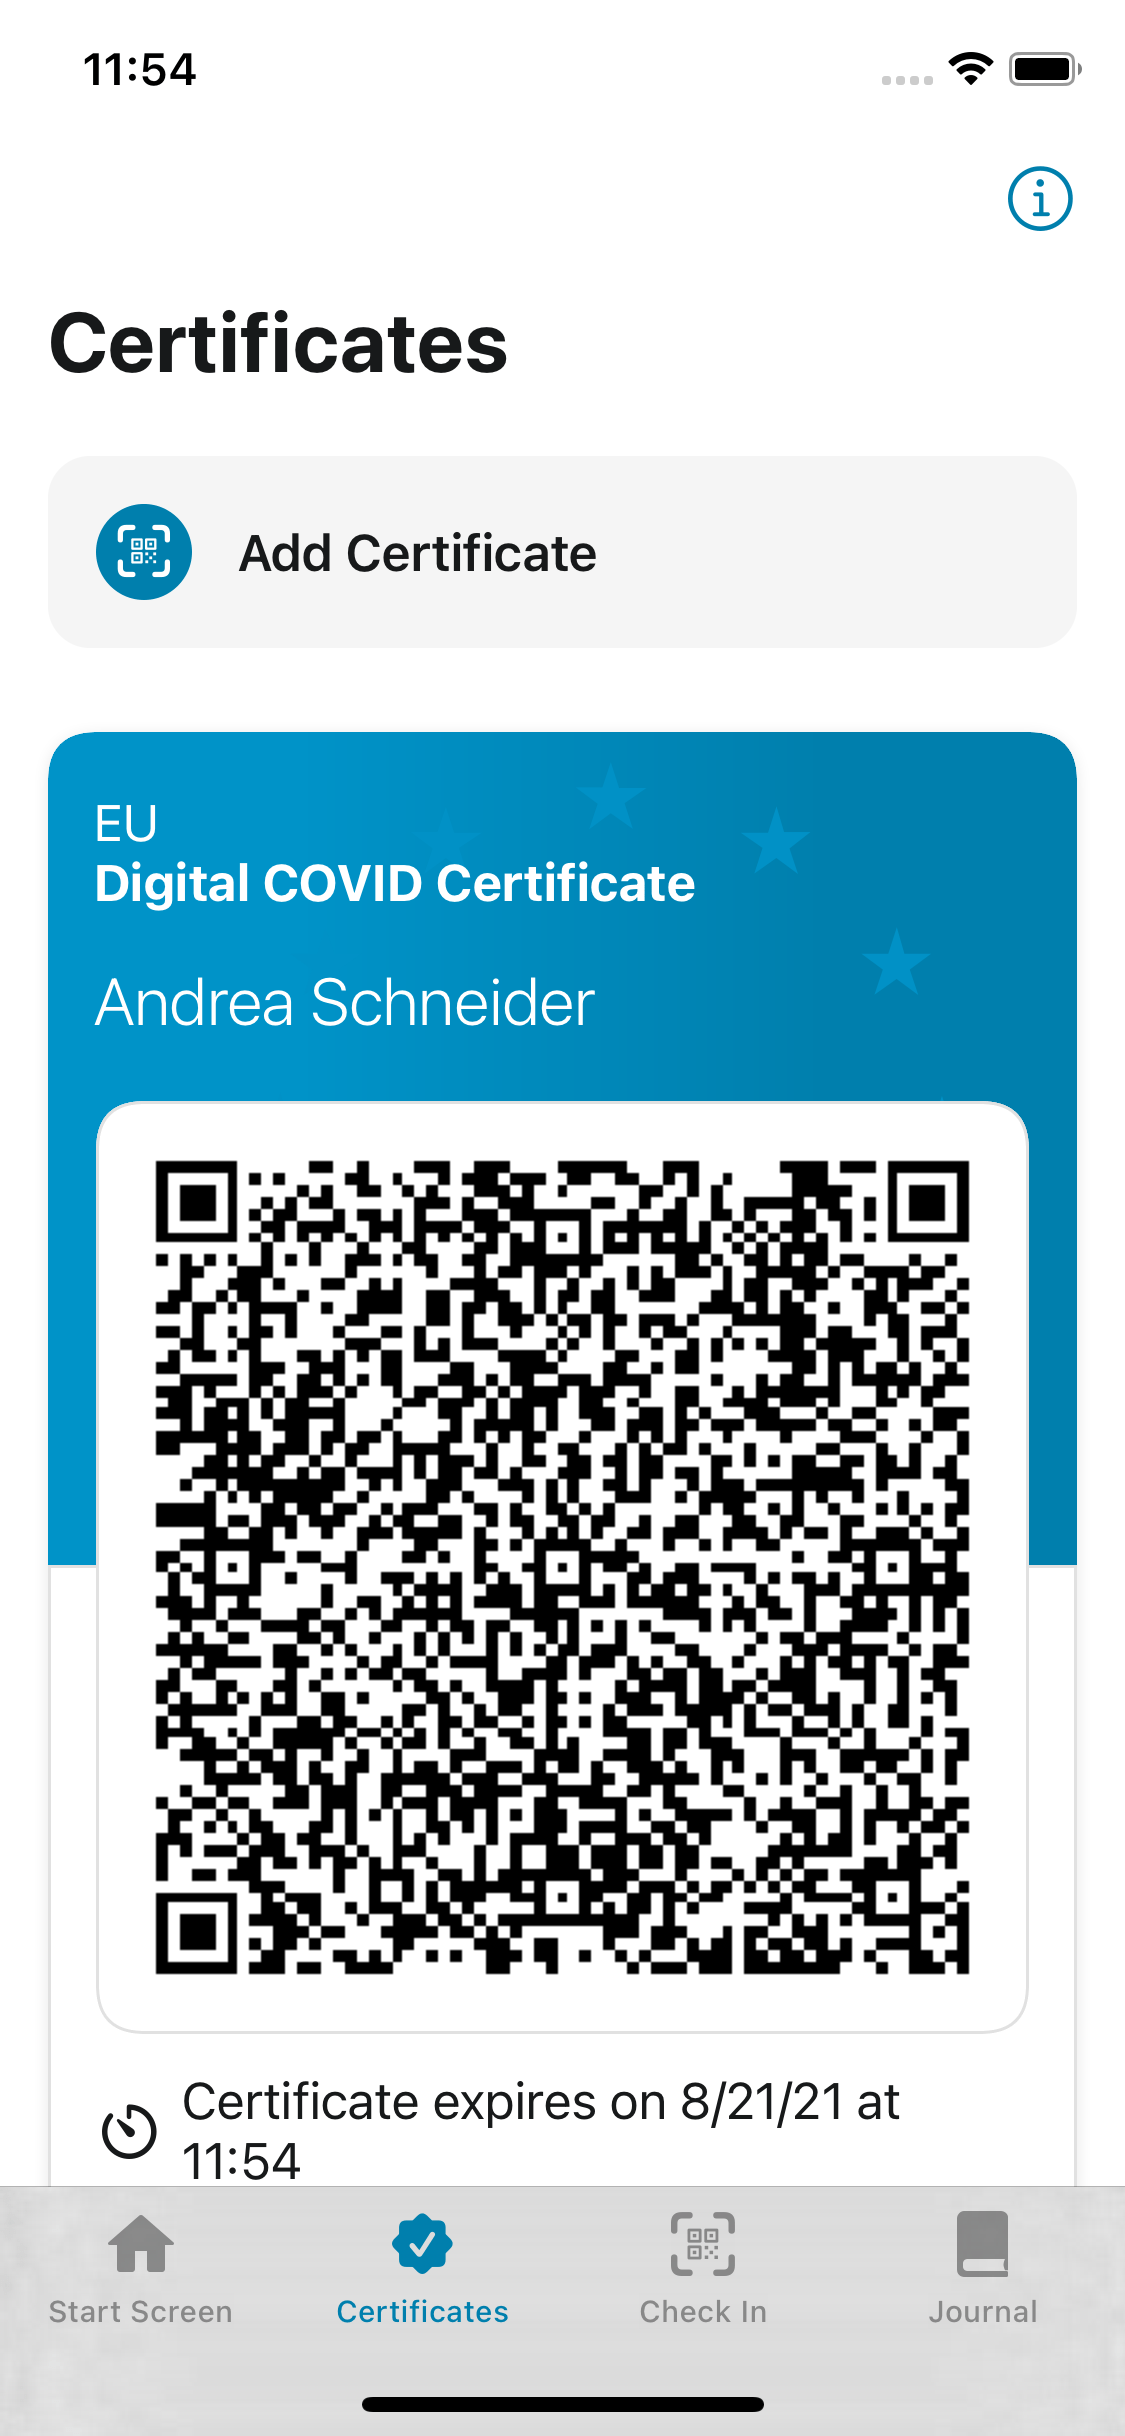 11:54
Certificates
Add Certificate
EU
Digital COVID Certificate
Andrea Schneider
Certificate expires on 8/21/21 at
11:54
Start Screen
Certificates
Check In
Journal